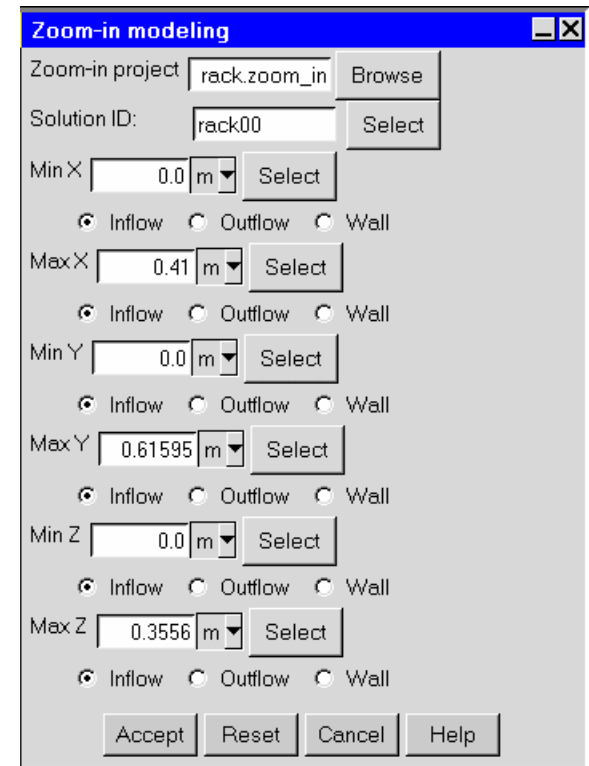 Zoom-in modeling
Zoom-in project rack.zoom_in Browse
Solution ID: rack00 Select
Min X 0.0 m Select
Inflow Outflow Wall
Max X 0.41 m Select
Inflow Outflow Wall
Min Y 0.0 m Select
Inflow Outflow Wall
Max Y 0.61595 m Select
Inflow Outflow Wall
Min Z 0.0 m Select
Inflow Outflow Wall
Max Z 0.3556 m Select
Inflow Outflow Wall
Accept Reset Cancel Help